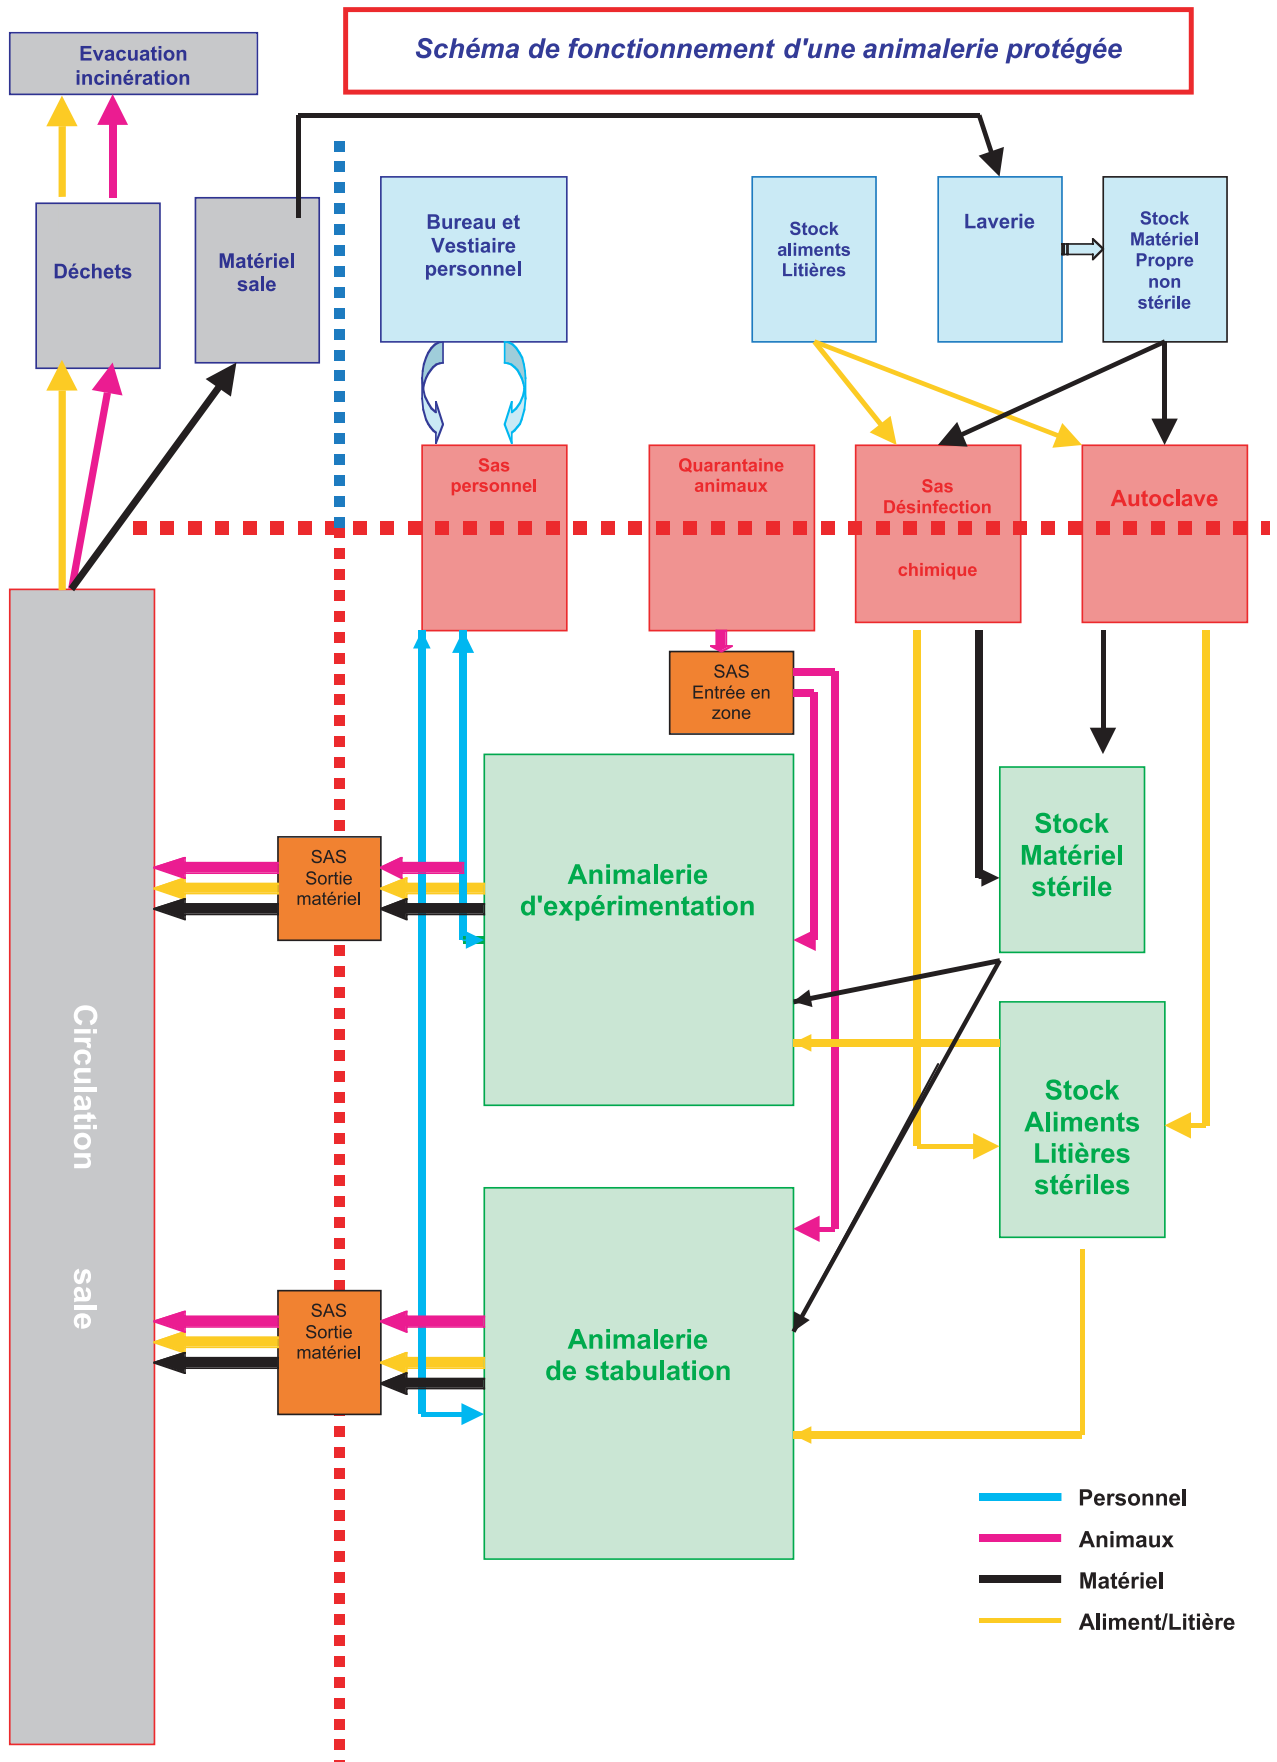 Schéma de fonctionnement d'une animalerie protégée
Evacuation
incinération
Déchets
Matériel
sale
Bureau et
Vestiaire
personnel
Stock
aliments
Litières
Laverie
Stock
Matériel
Propre
non
stérile
Sas
personnel
Quarantaine
animaux
Sas
Désinfection
chimique
Autoclave
SAS
Entrée en
zone
SAS
Sortie
matériel
Animalerie
d'expérimentation
Stock
Matériel
stérile
Circulation sale
Stock
Aliments
Litières
stériles
SAS
Sortie
matériel
Animalerie
de stabulation
Personnel
Animaux
Matériel
Aliment/Litière